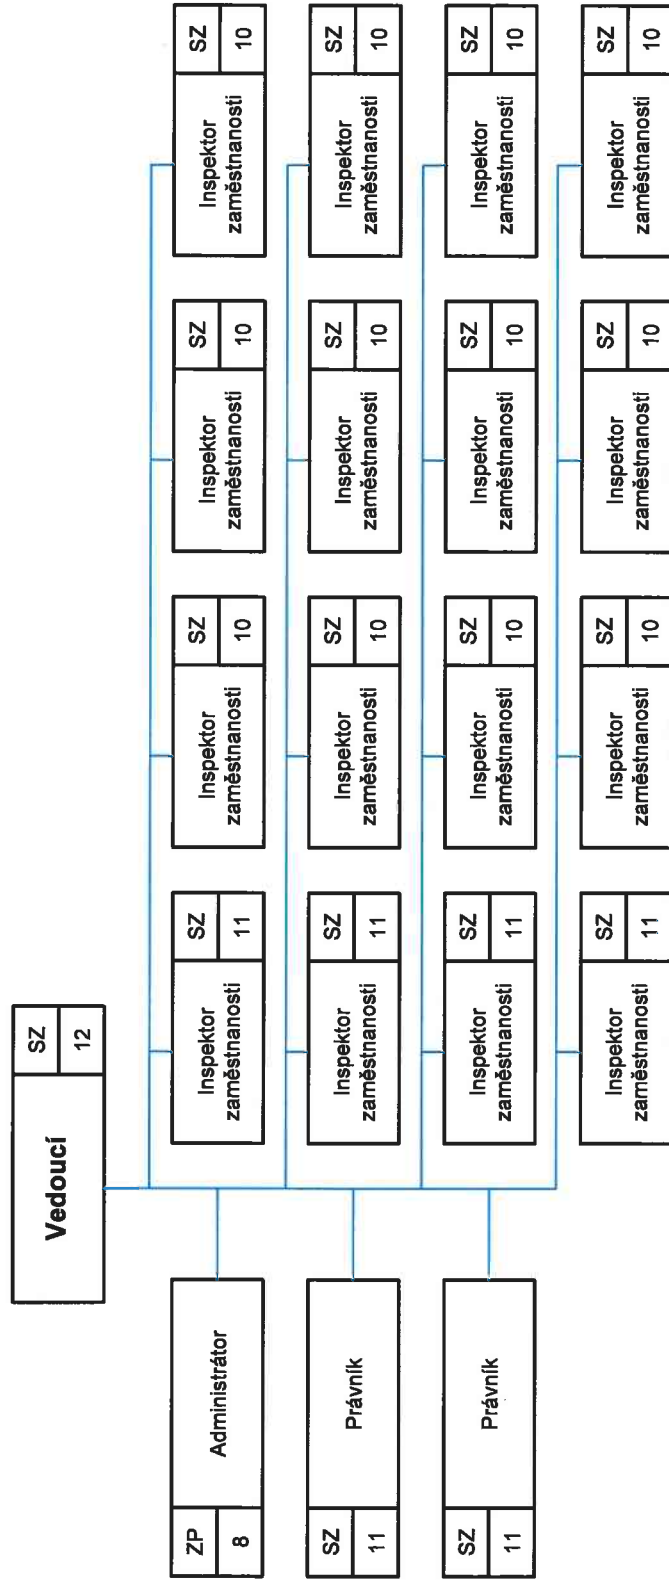 Vedoucí
SZ
12
ZP
8
Administrátor
Inspektor
zaměstnanosti
SZ
11
Inspektor
zaměstnanosti
SZ
10
Inspektor
zaměstnanosti
SZ
10
Inspektor
zaměstnanosti
SZ
10
SZ
11
Právník
Inspektor
zaměstnanosti
SZ
11
Inspektor
zaměstnanosti
SZ
10
Inspektor
zaměstnanosti
SZ
10
Inspektor
zaměstnanosti
SZ
10
SZ
11
Právník
Inspektor
zaměstnanosti
SZ
11
Inspektor
zaměstnanosti
SZ
10
Inspektor
zaměstnanosti
SZ
10
Inspektor
zaměstnanosti
SZ
10
Inspektor
zaměstnanosti
SZ
11
Inspektor
zaměstnanosti
SZ
10
Inspektor
zaměstnanosti
SZ
10
Inspektor
zaměstnanosti
SZ
10